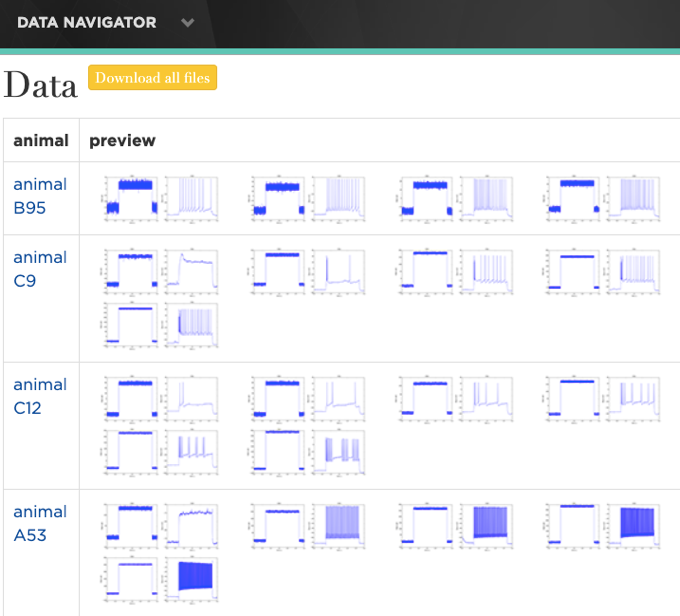 DATA NAVIGATOR
Data
Download all files
animal
preview
animal
B95
animal
C9
animal
C12
animal
A53